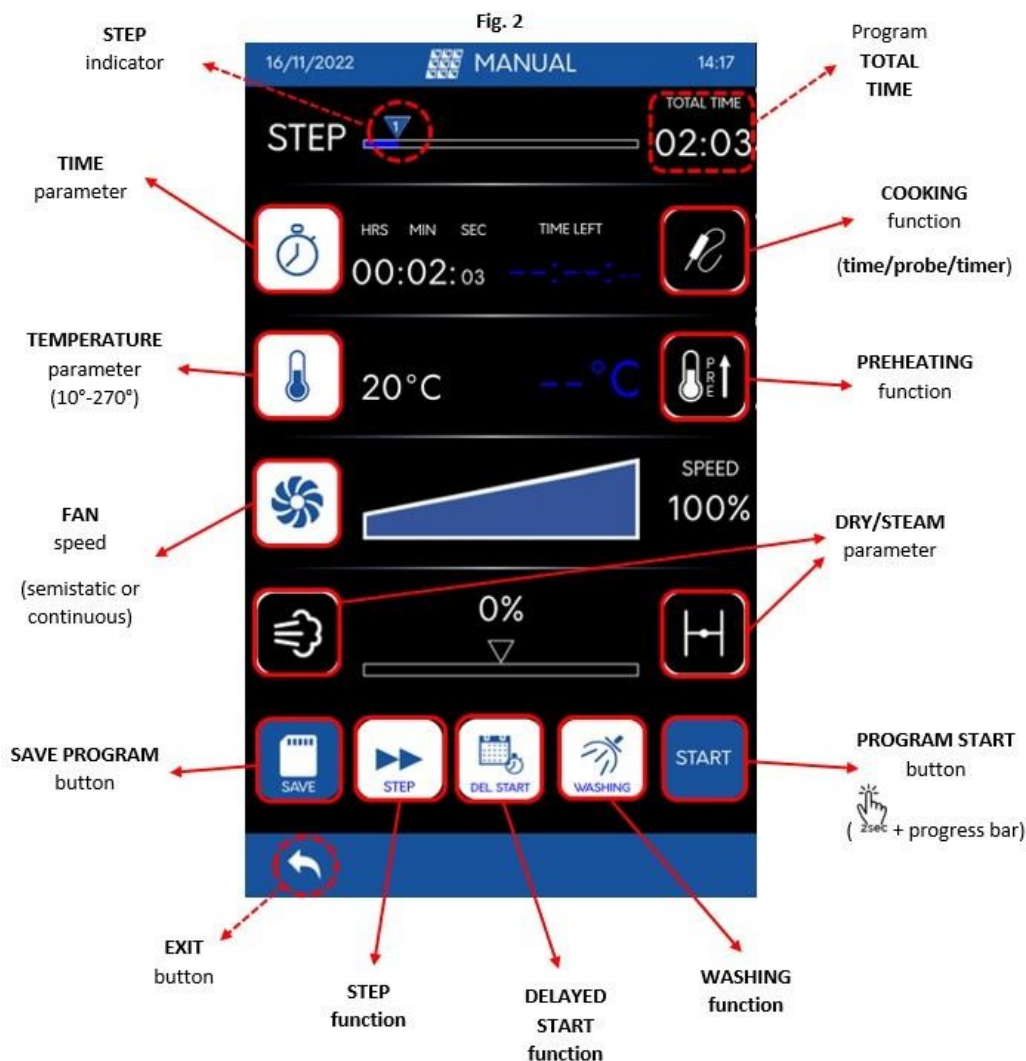 Fig. 2
STEP
indicator
Program
TOTAL
TIME
16/11/2022
MANUAL
14:17
STEP
1
TOTAL TIME
02:03
TIME
parameter
HRS MIN SEC
TIME LEFT
00:02:03
--:--:--
COOKING
function
(time/probe/timer)
TEMPERATURE
parameter
(10°-270°)
20°C
--°C
PRE
PREHEATING
function
FAN
speed
(semistatic or
continuous)
SPEED
100%
DRY/STEAM
parameter
0%
SAVE PROGRAM
button
SAVE
STEP
DEL. START
WASHING
START
PROGRAM START
button
( 2sec + progress bar)
EXIT
button
STEP
function
DELAYED
START
function
WASHING
function